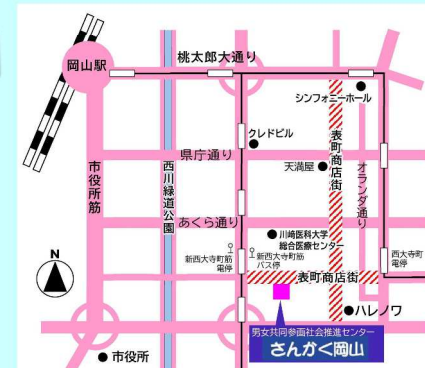 岡山駅
桃太郎大通り
シンフォニーホール
クレドビル
表町商店街
県庁通り
天満屋
オランダ通り
市役所筋
西川緑道公園
あくら通り
川崎医科大学
総合医療センター
新西大寺町筋
電停
新西大寺町筋
バス停
西大寺町
電停
N
表町商店街
ハレノワ
男女共同参画社会推進センター
さんかく岡山
市役所